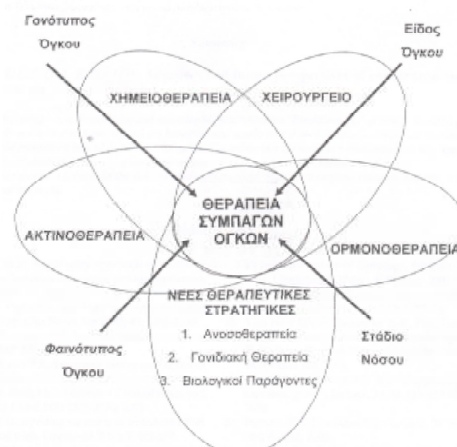 Γονότυπος
Όγκου
Είδος
Όγκου
ΧΗΜΕΙΟΘΕΡΑΠΕΙΑ
ΧΕΙΡΟΥΡΓΕΙΟ
ΘΕΡΑΠΕΙΑ
ΣΥΜΠΑΓΩΝ
ΟΓΚΩΝ
ΑΚΤΙΝΟΘΕΡΑΠΕΙΑ
ΟΡΜΟΝΟΘΕΡΑΠΕΙΑ
ΝΕΕΣ ΘΕΡΑΠΕΥΤΙΚΕΣ
ΣΤΡΑΤΗΓΙΚΕΣ
1. Ανοσοθεραπεία
2. Γονιδιακή Θεραπεία
3. Βιολογικοί Παράγοντες
Φαινότυπος
Όγκου
Στάδιο
Νόσου